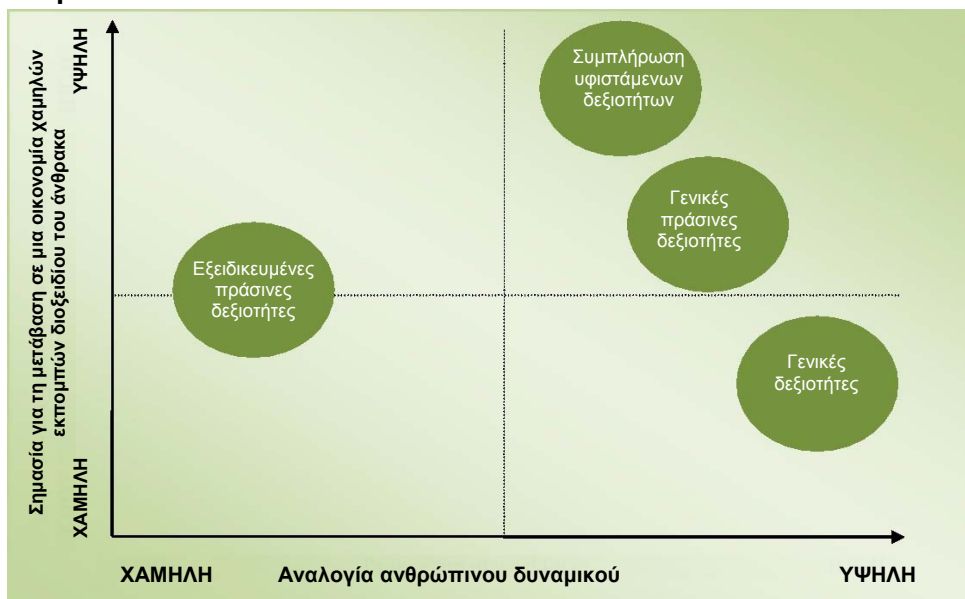 ΥΨΗΛΗ
Σημασία για τη μετάβαση σε μια οικονομία χαμηλών
εκπομπών διοξειδίου του άνθρακα
ΧΑΜΗΛΗ
Συμπλήρωση
υφιστάμενων
δεξιοτήτων
Γενικές
πράσινες
δεξιότητες
Εξειδικευμένες
πράσινες
δεξιότητες
Γενικές
δεξιότητες
ΧΑΜΗΛΗ Αναλογία ανθρώπινου δυναμικού ΥΨΗΛΗ